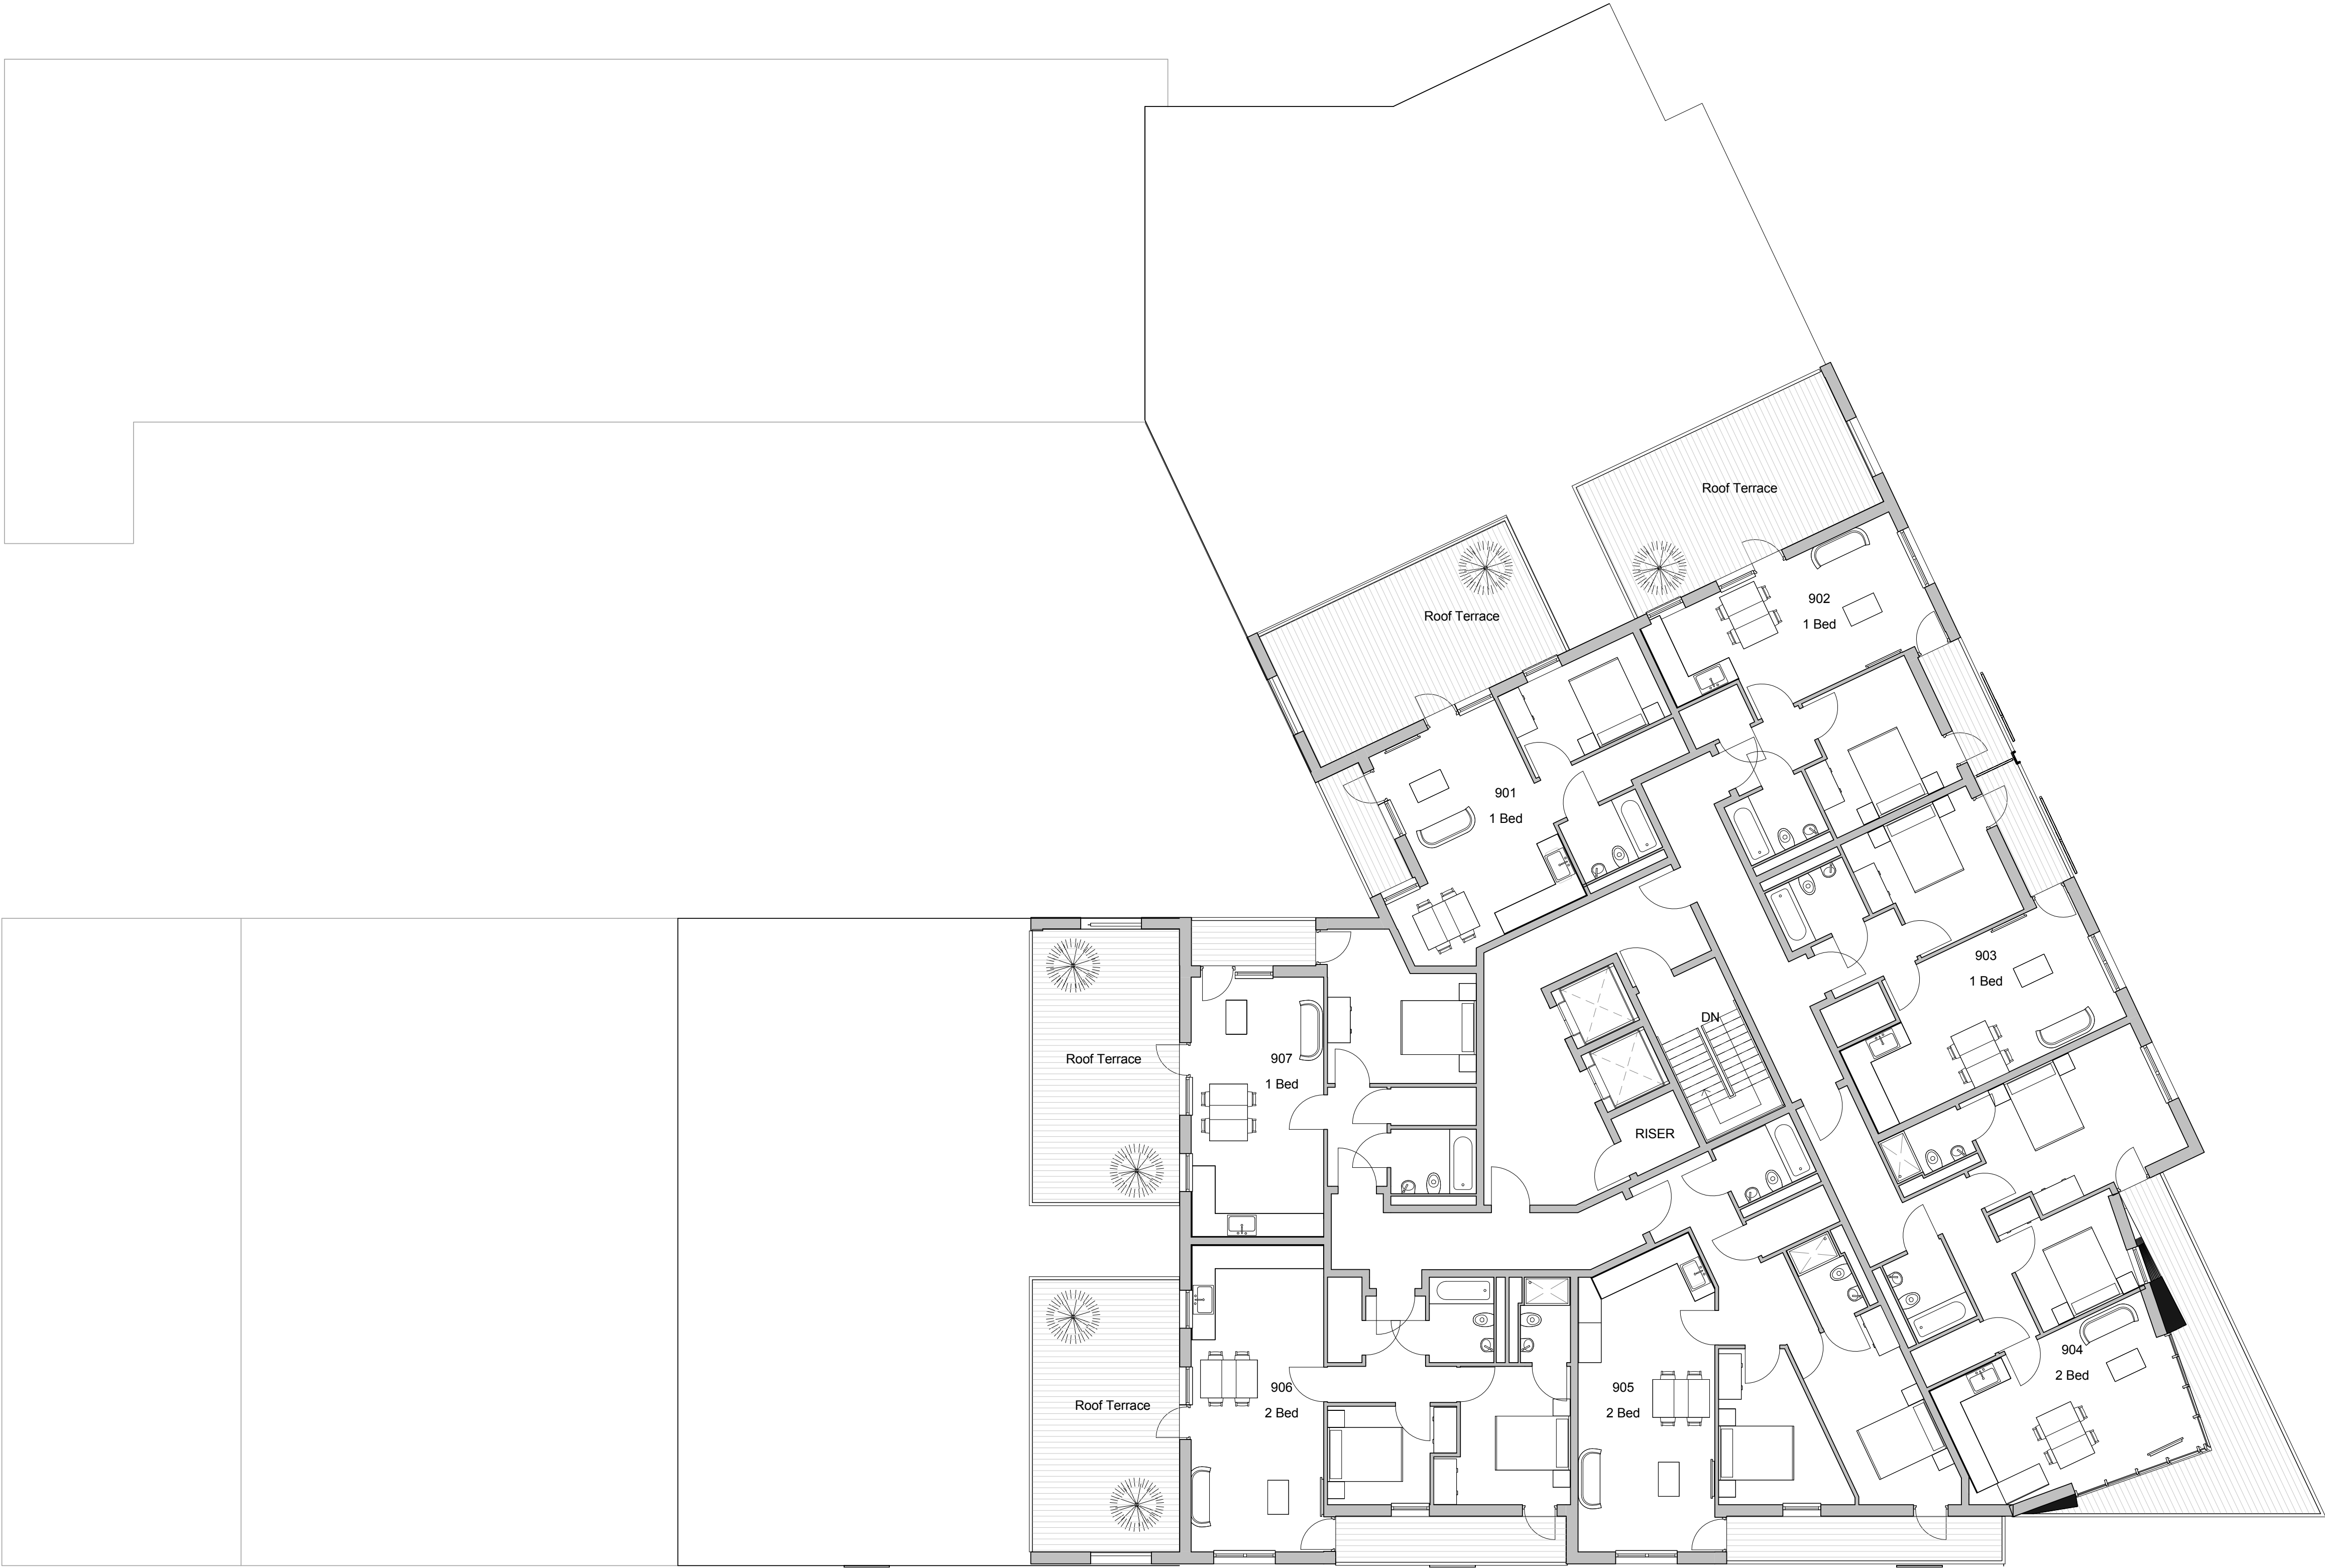 Roof Terrace
902
1 Bed
Roof Terrace
901
1 Bed
903
1 Bed
DN
Roof Terrace
907
1 Bed
RISER
904
2 Bed
Roof Terrace
906
2 Bed
905
2 Bed